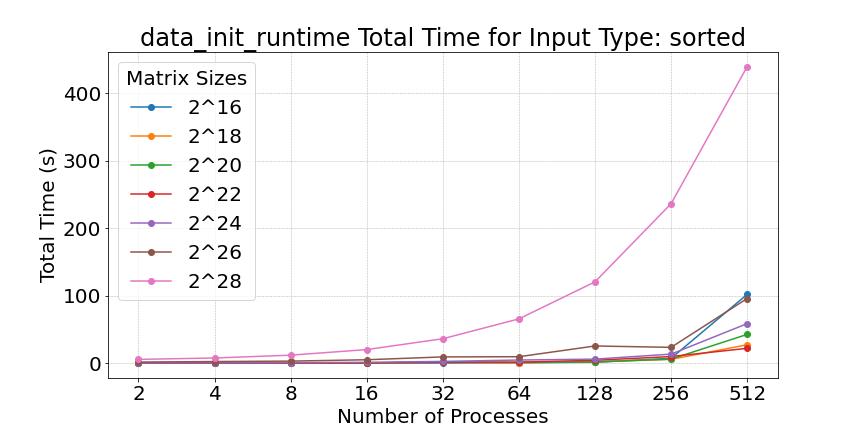 data_init_runtime Total Time for Input Type: sorted
Matrix Sizes
2^16
2^18
2^20
2^22
2^24
2^26
2^28
Total Time (s)
400
300
200
100
0
2 4 8 16 32 64 128 256 512
Number of Processes